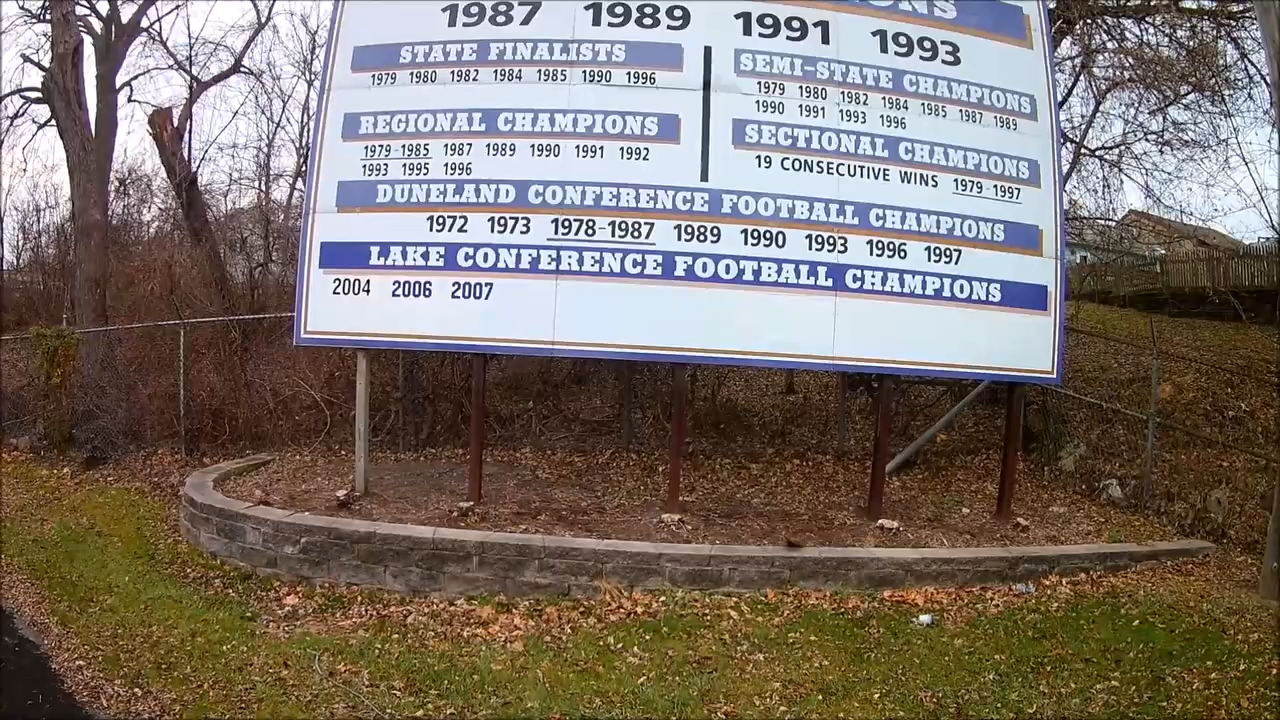 1987 1989 1991 1993
STATE FINALISTS
1979 1980 1982 1984 1985 1990 1996
SEMI-STATE CHAMPIONS
1979 1980 1982 1984 1985 1987 1989
1990 1991 1993 1996
REGIONAL CHAMPIONS
1979-1985 1987 1989 1990 1991 1992
1993 1995 1996
SECTIONAL CHAMPIONS
19 CONSECUTIVE WINS 1979-1997
DUNELAND CONFERENCE FOOTBALL CHAMPIONS
1972 1973 1978-1987 1989 1990 1993 1996 1997
LAKE CONFERENCE FOOTBALL CHAMPIONS
2004 2006 2007